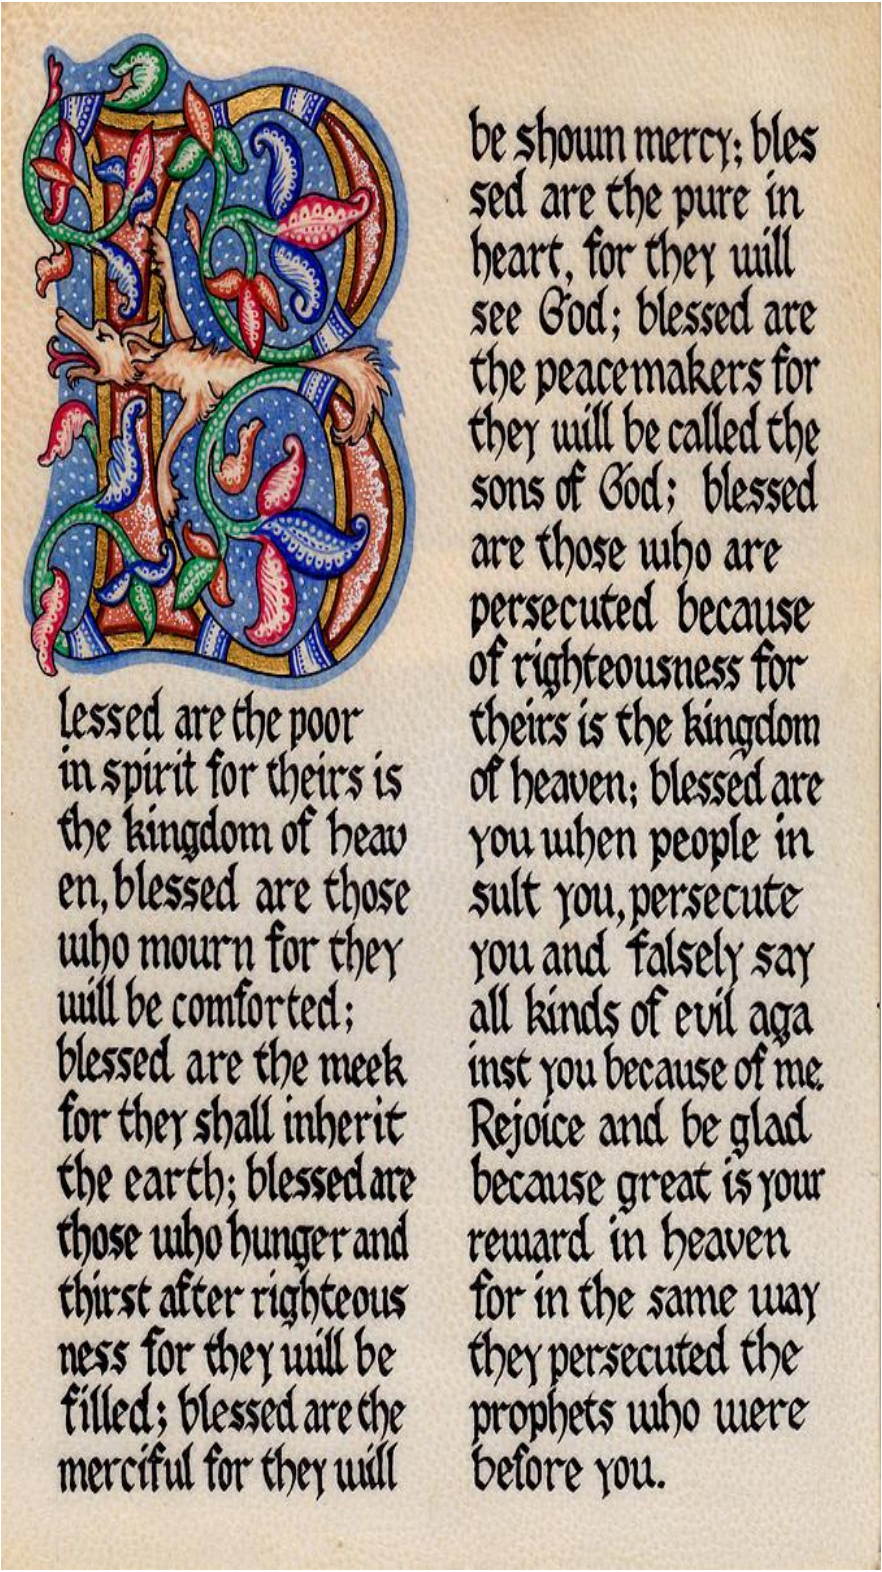 B
lessed are the poor
in spirit for theirs is
the kingdom of heav
en, blessed are those
who mourn for they
will be comforted;
blessed are the meek
for they shall inherit
the earth; blessed are
those who hunger and
thirst after righteous
ness for they will be
filled; blessed are the
merciful for they will
be shown mercy; bles
sed are the pure in
heart, for they will
see God; blessed are
the peacemakers for
they will be called the
sons of God; blessed
are those who are
persecuted because
of righteousness for
theirs is the kingdom
of heaven; blessed are
you when people in
sult you, persecute
you and falsely say
all kinds of evil aga
inst you because of me.
Rejoice and be glad
because great is your
reward in heaven
for in the same way
they persecuted the
prophets who were
before you.